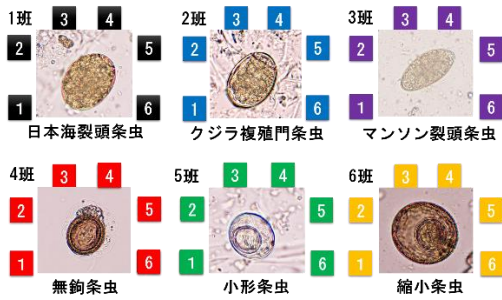 1班 3 4
2 5
1 6
日本海裂頭条虫
2班 3 4
2 5
1 6
クジラ複殖門条虫
3班 3 4
2 5
1 6
マンソン裂頭条虫
4班 3 4
2 5
1 6
無鉤条虫
5班 3 4
2 5
1 6
小形条虫
6班 3 4
2 5
1 6
縮小条虫